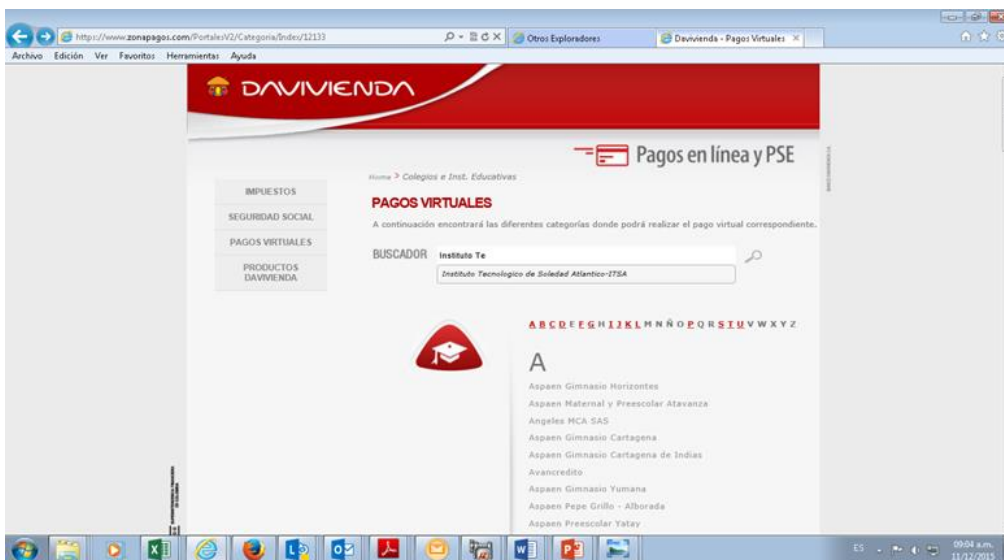 http://www.zonapagos.com/PortalesV2/Categoria/Index/12133
Otros Exploradores
Davivienda - Pagos Virtuales
Archivo Edición Ver Favoritos Herramientas Ayuda
DAVIVIENDA
Pagos en línea y PSE
Home > Colegios e Inst. Educativas
IMPUESTOS
SEGURIDAD SOCIAL
PAGOS VIRTUALES
PRODUCTOS
DAVIVIENDA
PAGOS VIRTUALES
A continuación encontrará las diferentes categorías donde podrá realizar el pago virtual correspondiente.
BUSCADOR Instituto Te
Instituto Tecnologico de Soledad Atlantico-ITSA
A B C D E F G H I J K L M N Ñ O P Q R S T U V W X Y Z
A
Aspaen Gimnasio Horizontes
Aspaen Maternal y Preescolar Atavanza
Angeles MCA SAS
Aspaen Gimnasio Cartagena
Aspaen Gimnasio Cartagena de Indias
Avancredito
Aspaen Gimnasio Yumana
Aspaen Pepe Grillo - Alborada
Aspaen Preescolar Yatay
ES
09:04 a.m.
11/12/2015